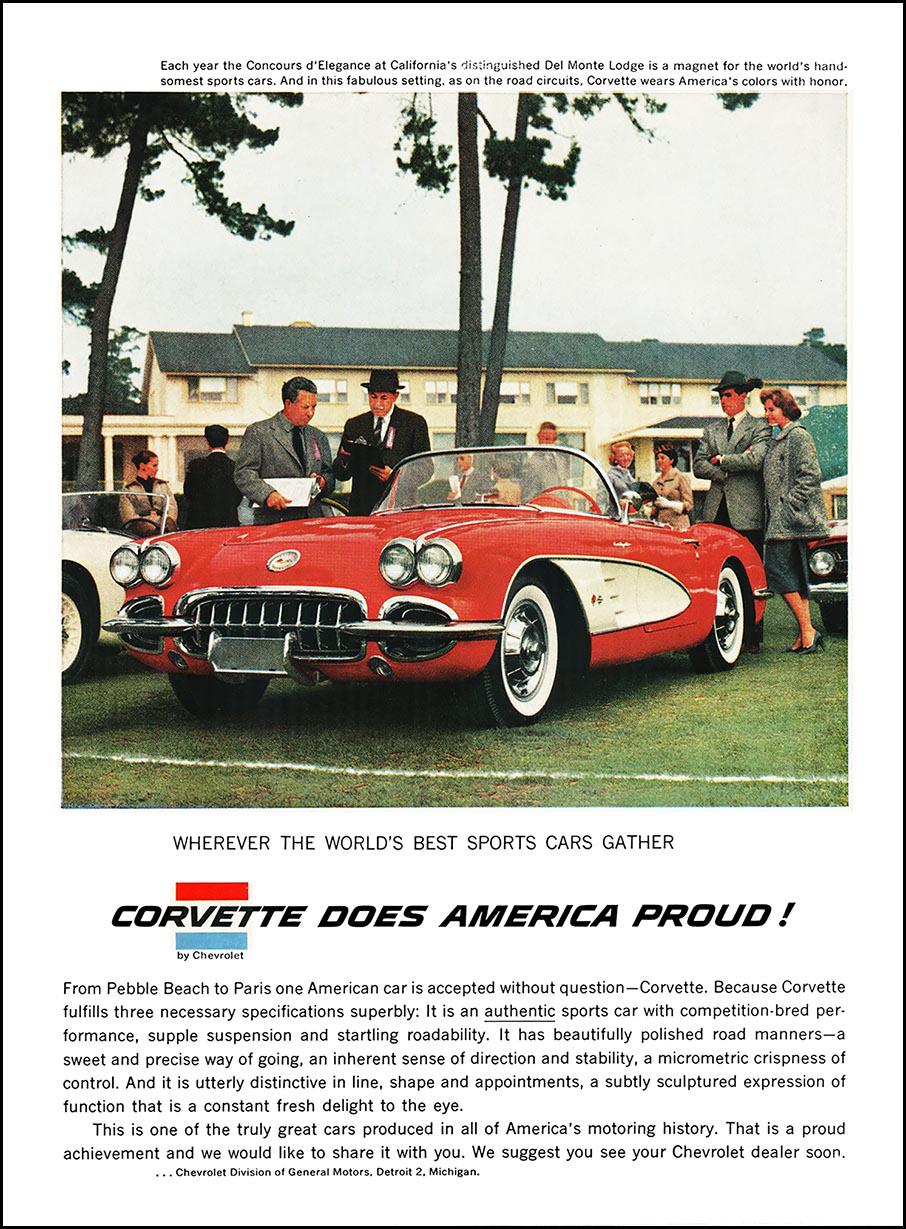 Each year the Concours d'Elegance at California's distinguished Del Monte Lodge is a magnet for the world's hand-
somest sports cars. And in this fabulous setting, as on the road circuits, Corvette wears America's colors with honor.
WHEREVER THE WORLD'S BEST SPORTS CARS GATHER
CORVETTE DOES AMERICA PROUD!
by Chevrolet
From Pebble Beach to Paris one American car is accepted without question—Corvette. Because Corvette
fulfills three necessary specifications superbly: It is an authentic sports car with competition-bred per-
formance, supple suspension and startling roadability. It has beautifully polished road manners—a
sweet and precise way of going, an inherent sense of direction and stability, a micrometric crispness of
control. And it is utterly distinctive in line, shape and appointments, a subtly sculptured expression of
function that is a constant fresh delight to the eye.
This is one of the truly great cars produced in all of America's motoring history. That is a proud
achievement and we would like to share it with you. We suggest you see your Chevrolet dealer soon.
... Chevrolet Division of General Motors, Detroit 2, Michigan.